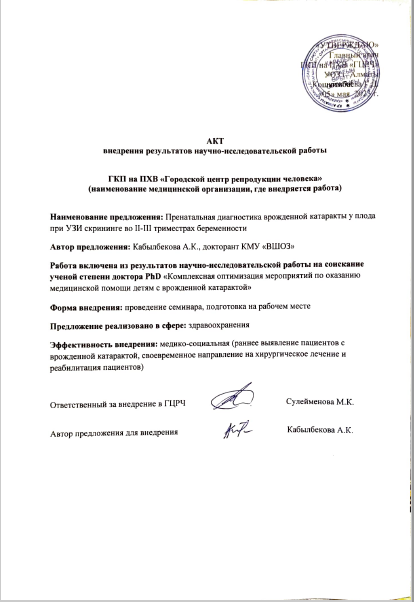 «УТВЕРЖДАЮ»
Главный врач
ГКП на ПХВ «ГЦРЧ»
Алматы
мая 2023 г.
АКТ
внедрения результатов научно-исследовательской работы
ГКП на ПХВ «Городской центр репродукции человека»
(наименование медицинской организации, где внедряется работа)
Наименование предложения: Пренатальная диагностика врожденной катаракты у плода
при УЗИ скрининге во II-III триместрах беременности
Автор предложения: Кабылбекова А.К., докторант КМУ «ВШОЗ»
Работа включена из результатов научно-исследовательской работы на соискание
ученой степени доктора PhD «Комплексная оптимизация мероприятий по оказанию
медицинской помощи детям с врожденной катарактой»
Форма внедрения: проведение семинара, подготовка на рабочем месте
Предложение реализовано в сфере: здравоохранения
Эффективность внедрения: медико-социальная (раннее выявление пациентов с
врожденной катарактой, своевременное направление на хирургическое лечение и
реабилитация пациентов)
Ответственный за внедрение в ГЦРЧ Сулейменова М.К.
Автор предложения для внедрения Кабылбекова А.К.